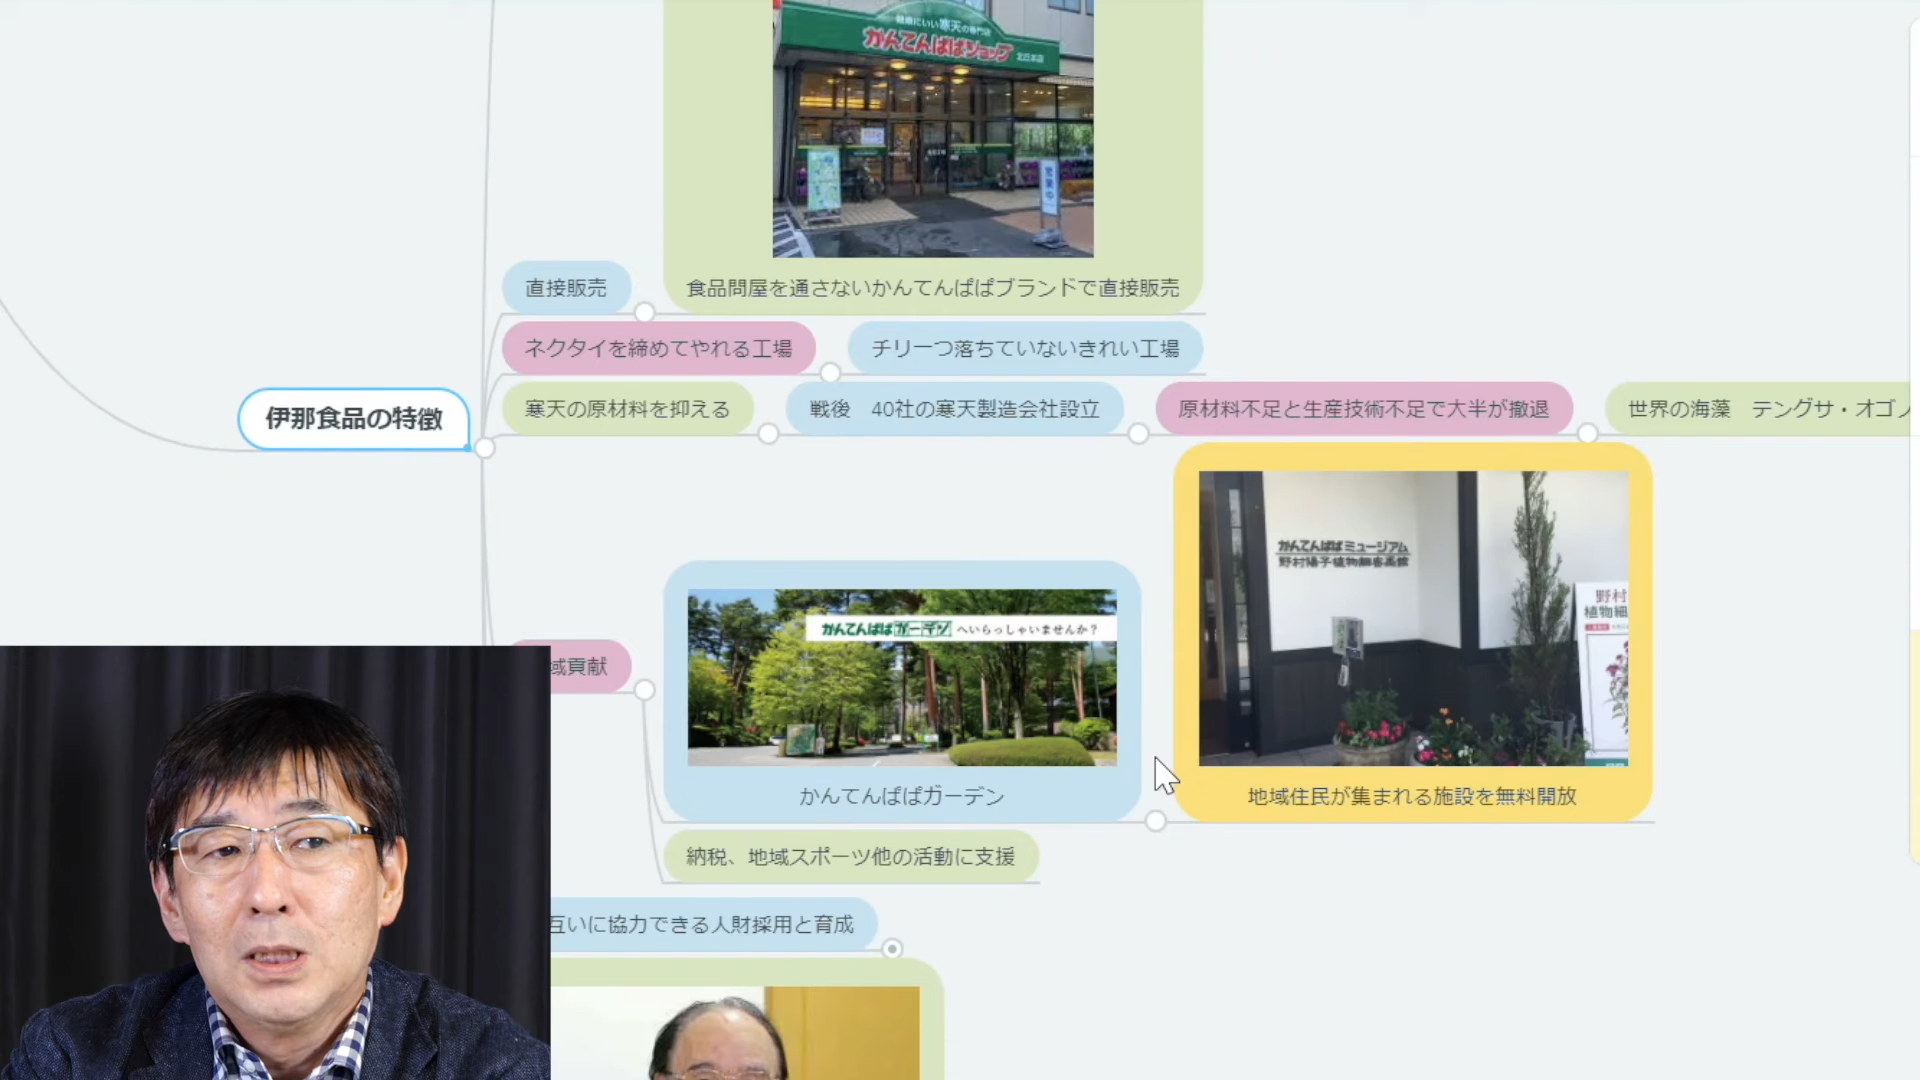 健康にいい寒天の専門店
かんてんぱぱショップ
北丘本店
営業中
直接販売
食品問屋を通さないかんてんぱぱブランドで直接販売
ネクタイを締めてやれる工場
チリ一つ落ちていないきれい工場
伊那食品の特徴
寒天の原材料を抑える
戦後　40社の寒天製造会社設立
原材料不足と生産技術不足で大半が撤退
世界の海藻　テングサ・オゴノ
かんてんぱぱミュージアム
野村陽子植物細密画館
野村
植物細
かんてんぱぱガーデン へいらっしゃいませんか？
域貢献
かんてんぱぱガーデン
地域住民が集まれる施設を無料開放
納税、地域スポーツ他の活動に支援
互いに協力できる人財採用と育成